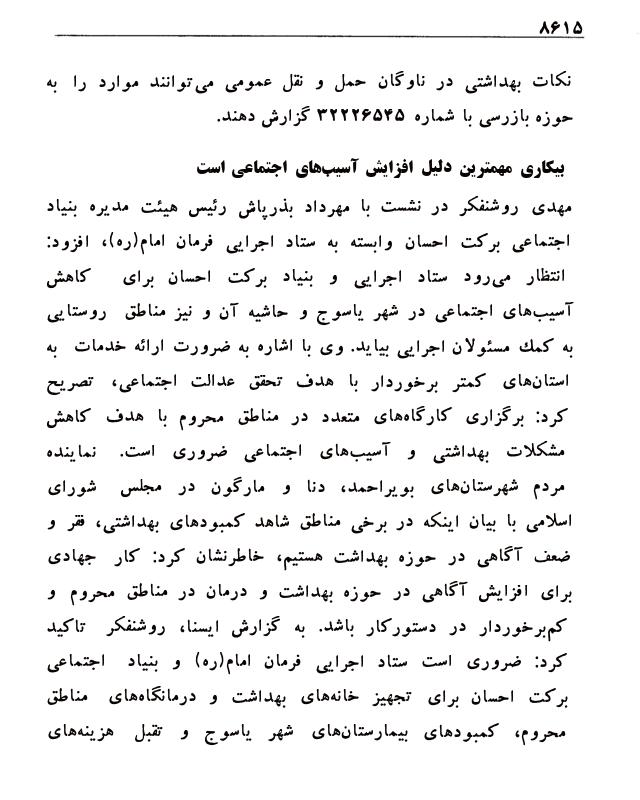 ۸۶۱۵
نکات بهداشتی در ناوگان حمل و نقل عمومی می‌توانند موارد را به
حوزه بازرسی با شماره ۳۲۲۲۶۵۴۵ گزارش دهند.
بیکاری مهمترین دلیل افزایش آسیب‌های اجتماعی است
مهدی روشنفکر در نشست با مهرداد بذرپاش رئیس هیئت مدیره بنیاد
اجتماعی برکت احسان وابسته به ستاد اجرایی فرمان امام(ره)، افزود:
انتظار می‌رود ستاد اجرایی و بنیاد برکت احسان برای کاهش
آسیب‌های اجتماعی در شهر یاسوج و حاشیه آن و نیز مناطق روستایی
به کمك مسئولان اجرایی بیاید. وی با اشاره به ضرورت ارائه خدمات به
استان‌های کمتر برخوردار با هدف تحقق عدالت اجتماعی، تصریح
کرد: برگزاری کارگاه‌های متعدد در مناطق محروم با هدف کاهش
مشکلات بهداشتی و آسیب‌های اجتماعی ضروری است. نماینده
مردم شهرستان‌های بویراحمد، دنا و مارگون در مجلس شورای
اسلامی با بیان اینکه در برخی مناطق شاهد کمبودهای بهداشتی، فقر و
ضعف آگاهی در حوزه بهداشت هستیم، خاطرنشان کرد: کار جهادی
برای افزایش آگاهی در حوزه بهداشت و درمان در مناطق محروم و
کم‌برخوردار در دستورکار باشد. به گزارش ایسنا، روشنفکر تاکید
کرد: ضروری است ستاد اجرایی فرمان امام(ره) و بنیاد اجتماعی
برکت احسان برای تجهیز خانه‌های بهداشت و درمانگاه‌های مناطق
محروم، کمبودهای بیمارستان‌های شهر یاسوج و تقبل هزینه‌های